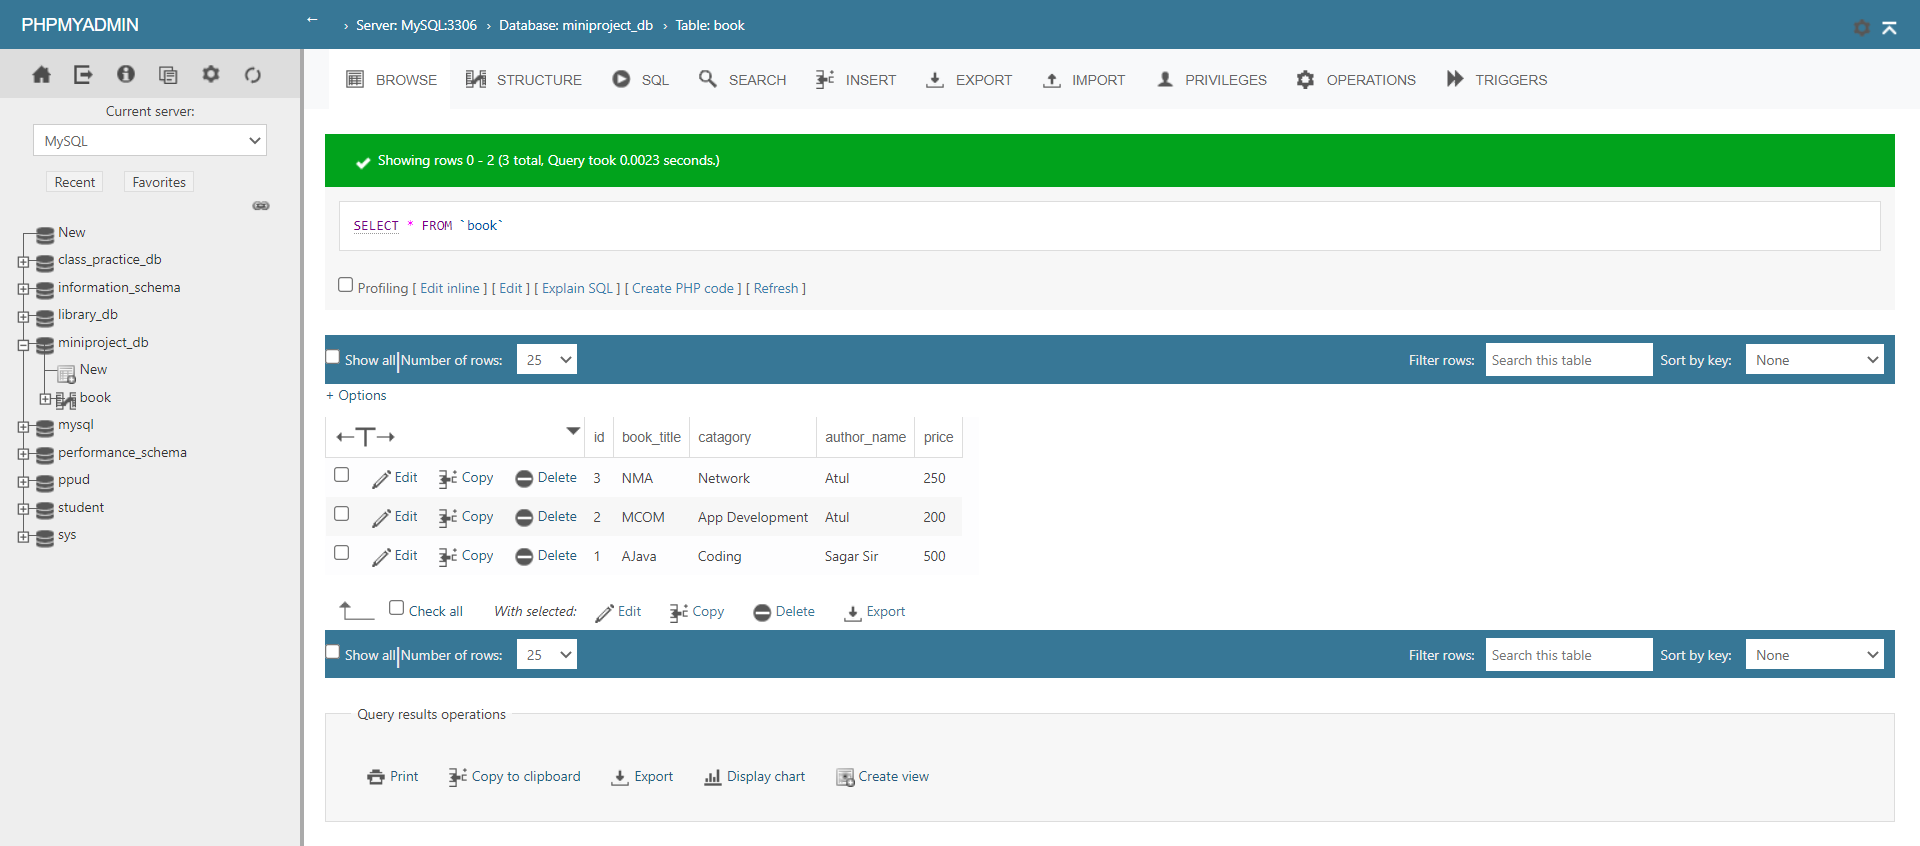 PHPMYADMIN
← › Server: MySQL:3306 › Database: miniproject_db › Table: book
Current server:
MySQL
Recent Favorites
New
class_practice_db
information_schema
library_db
miniproject_db
New
book
mysql
performance_schema
ppud
student
sys
BROWSE STRUCTURE SQL SEARCH INSERT EXPORT IMPORT PRIVILEGES OPERATIONS TRIGGERS
Showing rows 0 - 2 (3 total, Query took 0.0023 seconds.)
SELECT * FROM `book`
Profiling [ Edit inline ] [ Edit ] [ Explain SQL ] [ Create PHP code ] [ Refresh ]
Show all Number of rows: 25 Filter rows: Search this table Sort by key: None
+ Options
←T→ id book_title catagory author_name price
Edit Copy Delete 3 NMA Network Atul 250
Edit Copy Delete 2 MCOM App Development Atul 200
Edit Copy Delete 1 AJava Coding Sagar Sir 500
Check all With selected: Edit Copy Delete Export
Show all Number of rows: 25 Filter rows: Search this table Sort by key: None
Query results operations
Print Copy to clipboard Export Display chart Create view